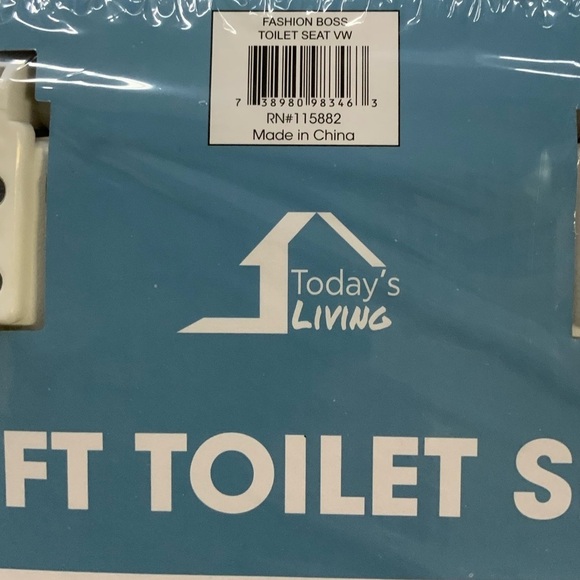 FASHION BOSS
TOILET SEAT VW
7 38980 98346 3
RN#115882
Made in China
Today's
LIVING
FT TOILET S